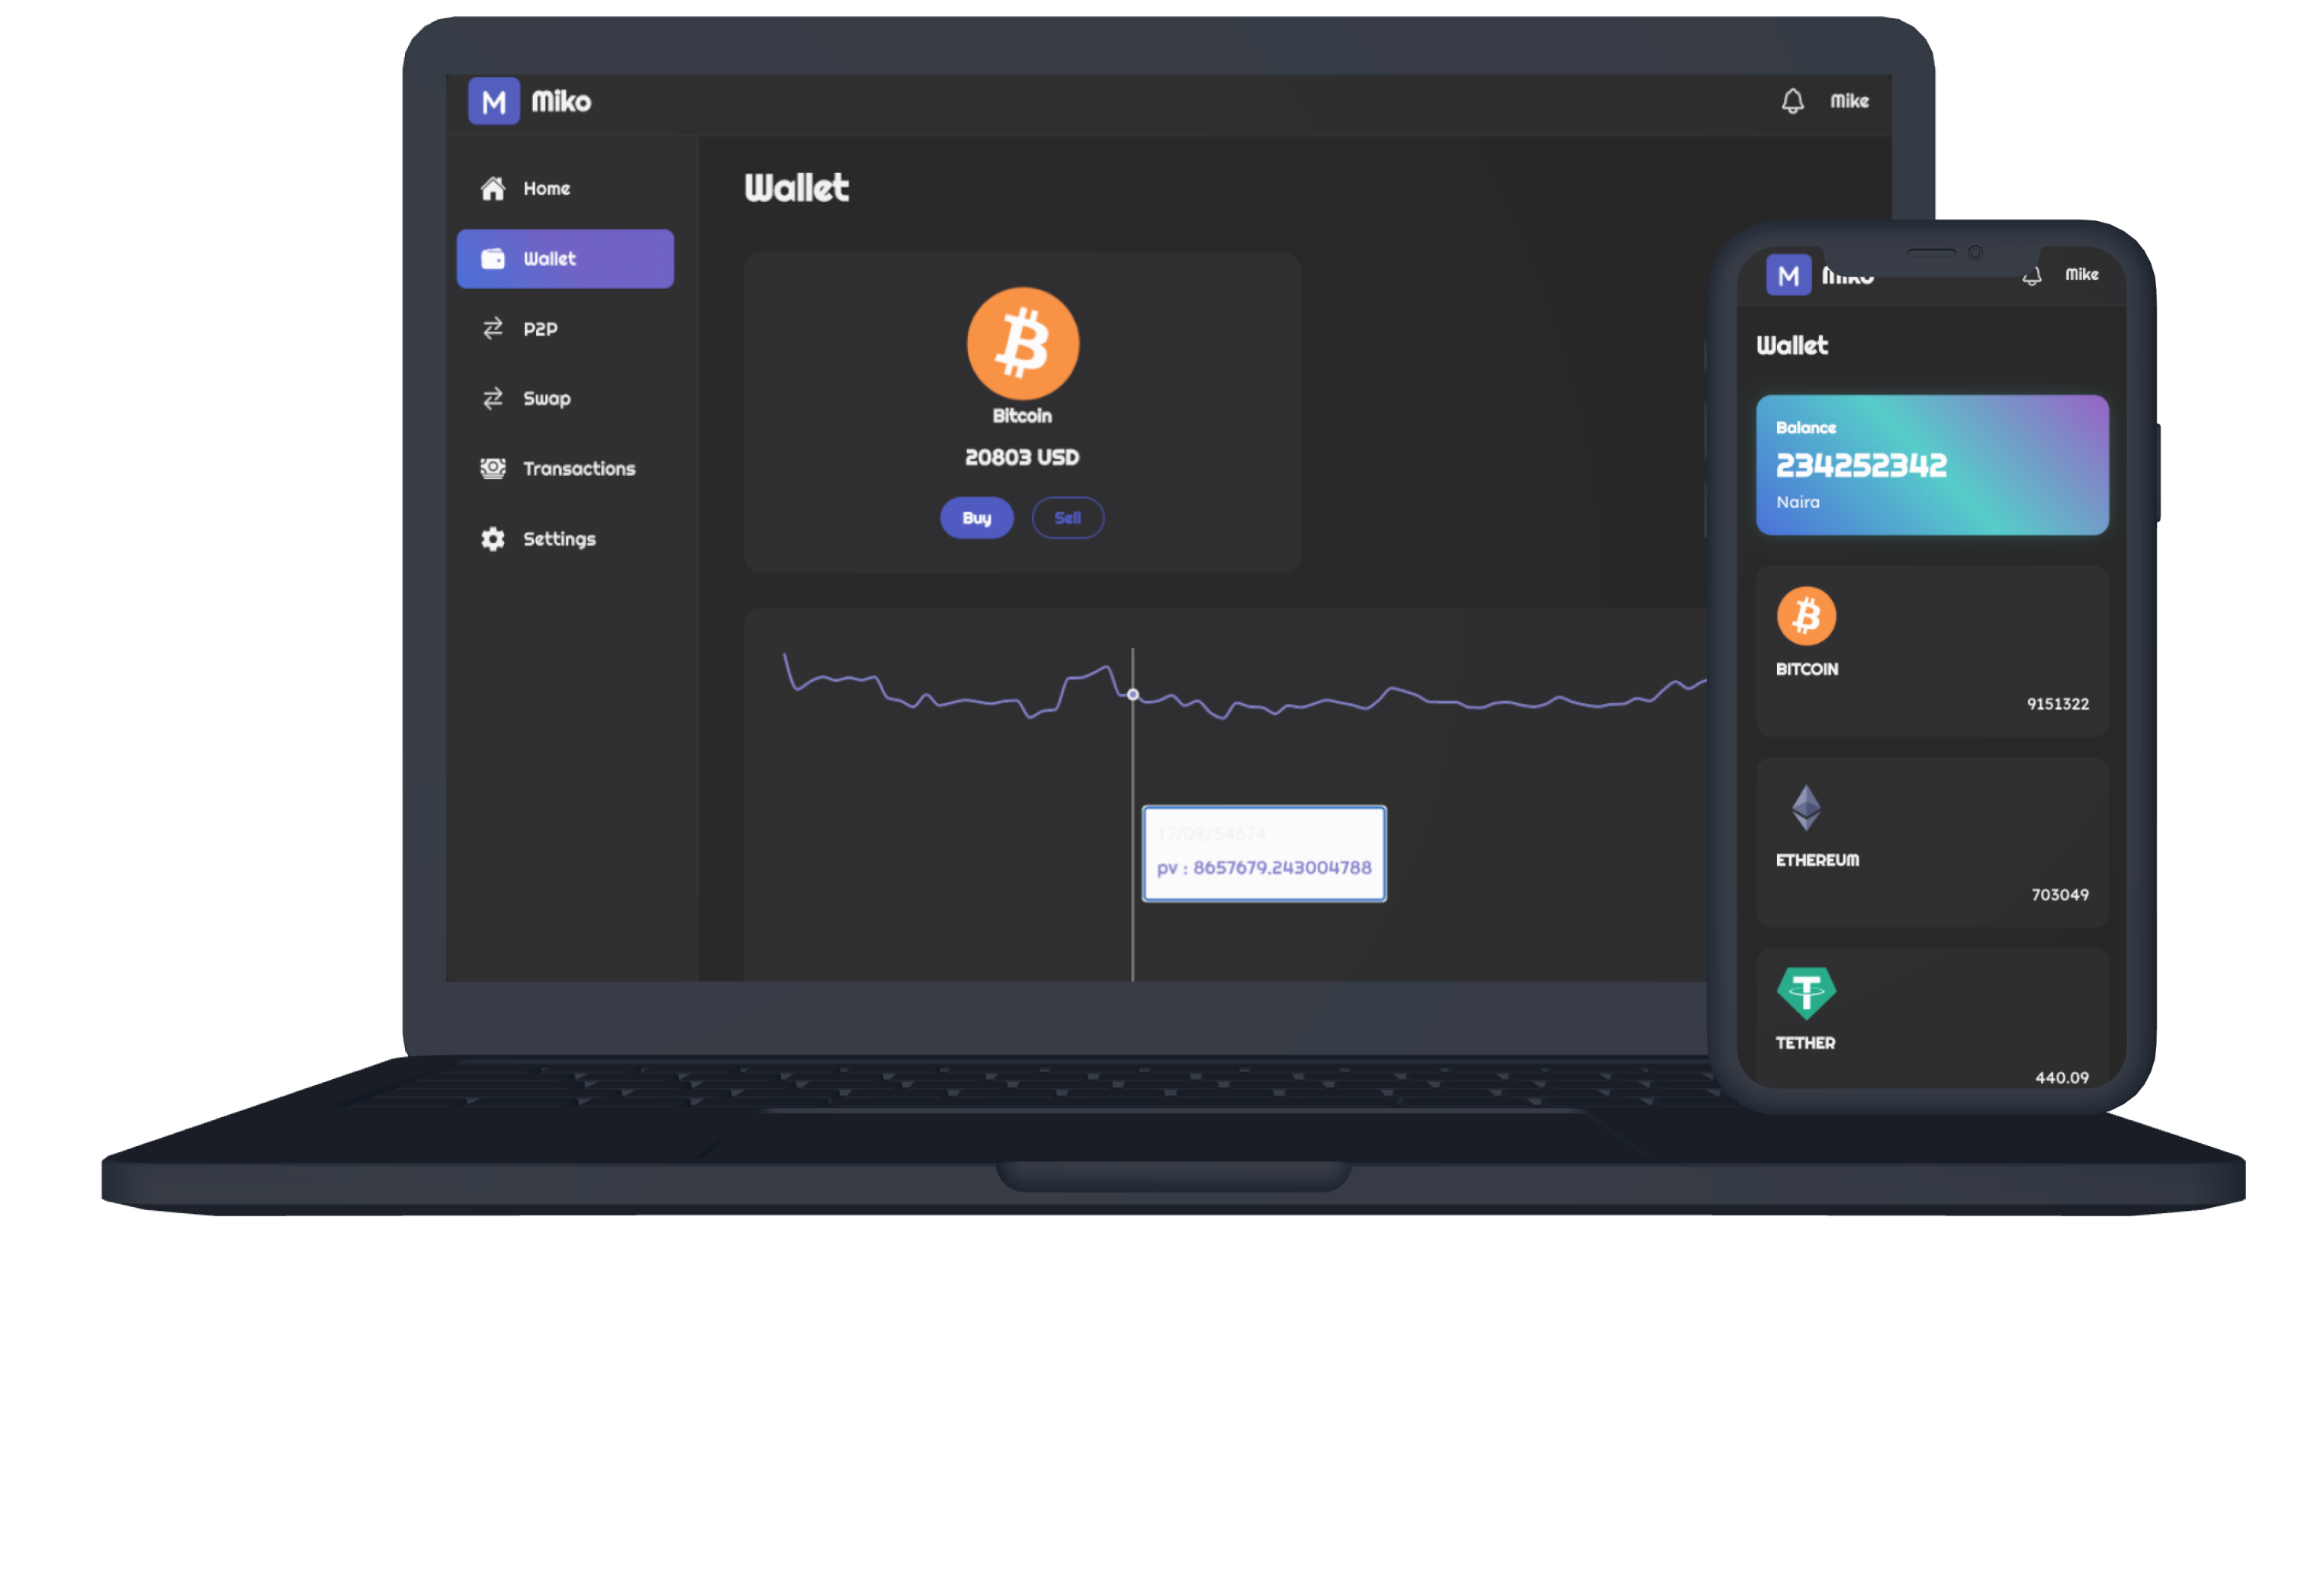 M Miko
Mike
Home
Wallet
P2P
Swap
Transactions
Settings
Wallet
Bitcoin
20803 USD
Buy
Sell
17/09/54674
pv : 8657679.243004788
M Miko
Mike
Wallet
Balance
234252342
Naira
BITCOIN
9151322
ETHEREUM
703049
TETHER
440.09